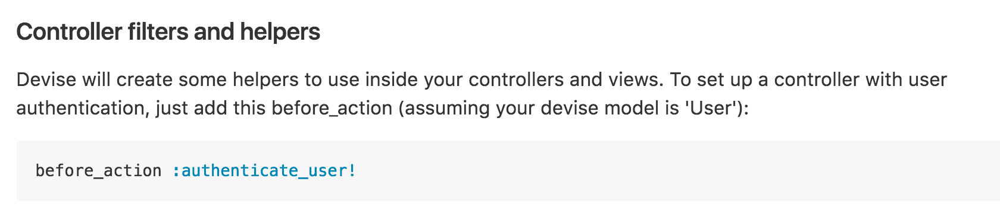 Controller filters and helpers
Devise will create some helpers to use inside your controllers and views. To set up a controller with user
authentication, just add this before_action (assuming your devise model is 'User'):
before_action :authenticate_user!